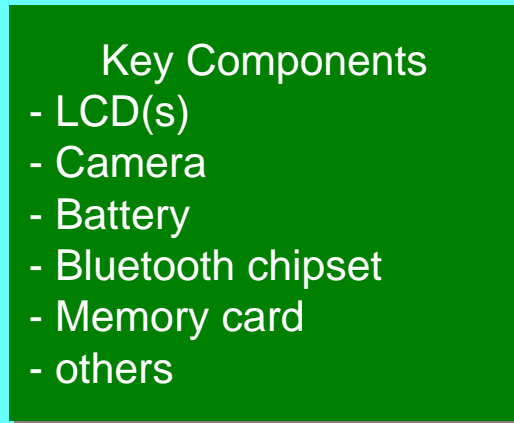 Key Components
- LCD(s)
- Camera
- Battery
- Bluetooth chipset
- Memory card
- others